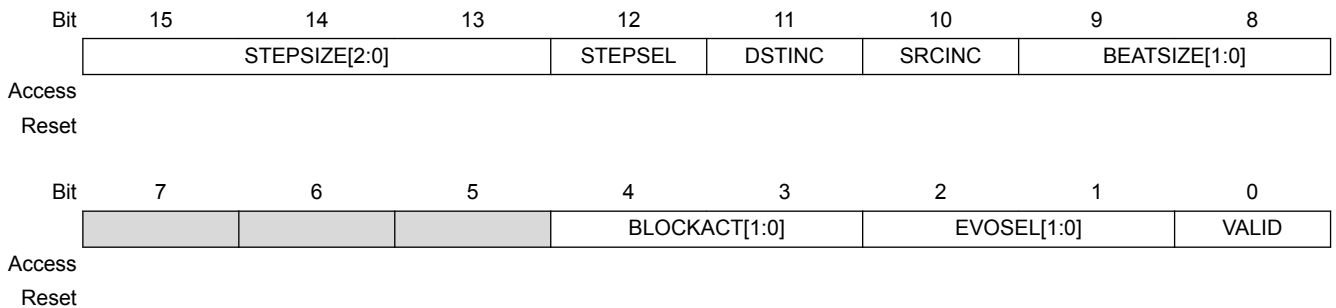 Bit 15 14 13 12 11 10 9 8
STEPSIZE[2:0] STEPSEL DSTINC SRCINC BEATSIZE[1:0]
Access
Reset
Bit 7 6 5 4 3 2 1 0
BLOCKACT[1:0] EVOSEL[1:0] VALID
Access
Reset